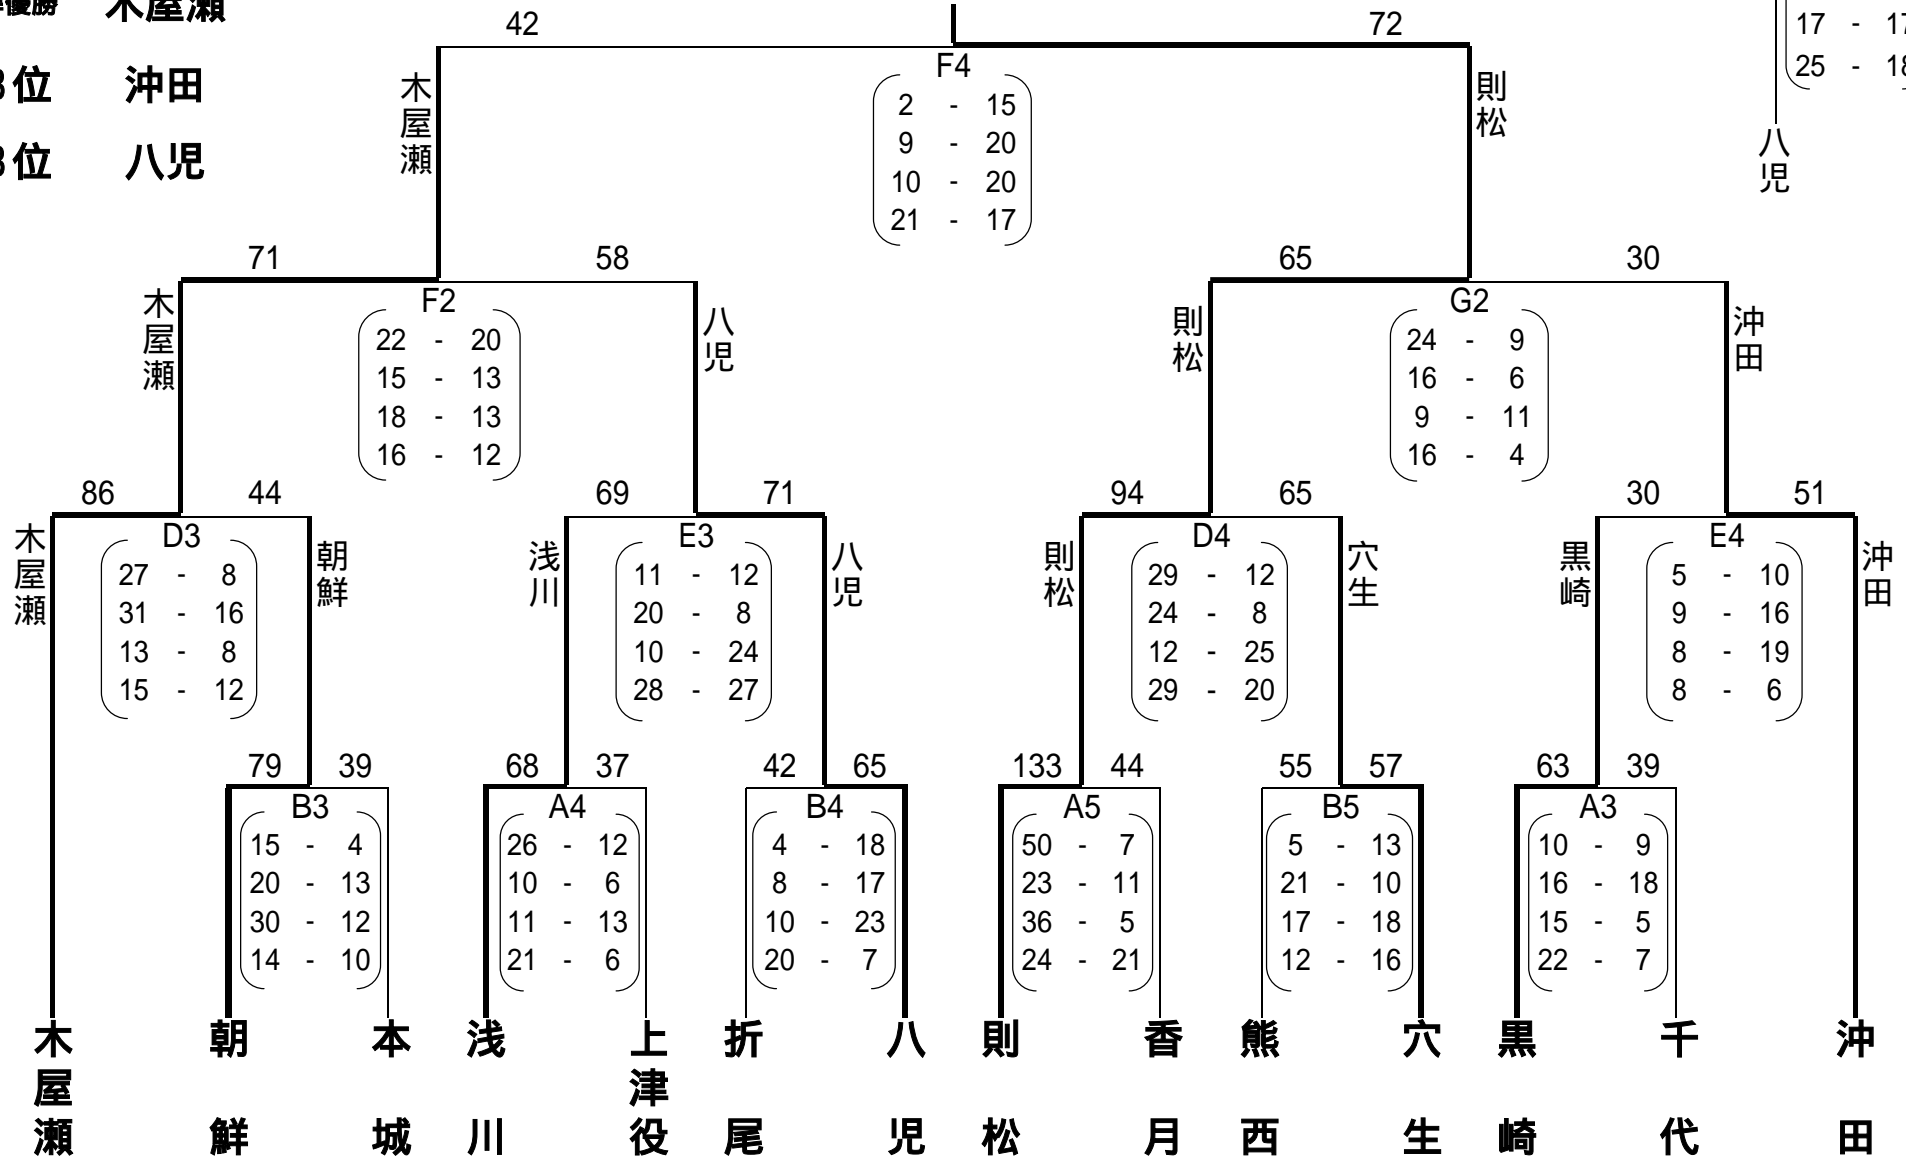 優勝 木屋瀬
位 沖田
位 八児
42 72
F4
2 - 15
9 - 20
10 - 20
21 - 17
木屋瀬
則松
17 -
25 -
八児
71 58
F2
22 - 20
15 - 13
18 - 13
16 - 12
木屋瀬
八児
65 30
G2
24 - 9
16 - 6
9 - 11
16 - 4
則松
沖田
86 44
D3
27 - 8
31 - 16
13 - 8
15 - 12
木屋瀬
朝鮮
69 71
E3
11 - 12
20 - 8
10 - 24
28 - 27
浅川
八児
94 65
D4
29 - 12
24 - 8
12 - 25
29 - 20
則松
穴生
30 51
E4
5 - 10
9 - 16
8 - 19
8 - 6
黒崎
沖田
79 39
B3
15 - 4
20 - 13
30 - 12
14 - 10
68 37
A4
26 - 12
10 - 6
11 - 13
21 - 6
42 65
B4
4 - 18
8 - 17
10 - 23
20 - 7
133 44
A5
50 - 7
23 - 11
36 - 5
24 - 21
55 57
B5
5 - 13
21 - 10
17 - 18
12 - 16
63 39
A3
10 - 9
16 - 18
15 - 5
22 - 7
木屋瀬
朝鮮
本城
浅川
上津役
折尾
八児
則松
香月
熊西
穴生
黒崎
千代
沖田